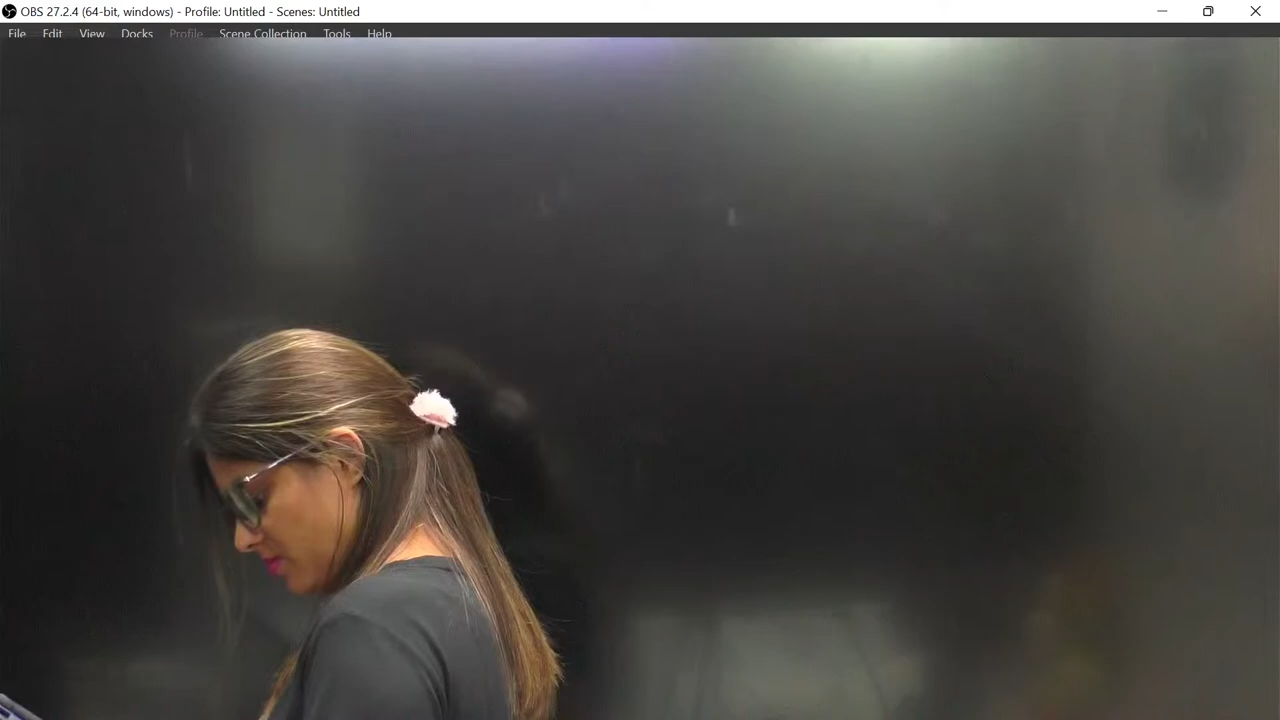 OBS 27.2.4 (64-bit, windows) - Profile: Untitled - Scenes: Untitled
File Edit View Docks Profile Scene Collection Tools Help